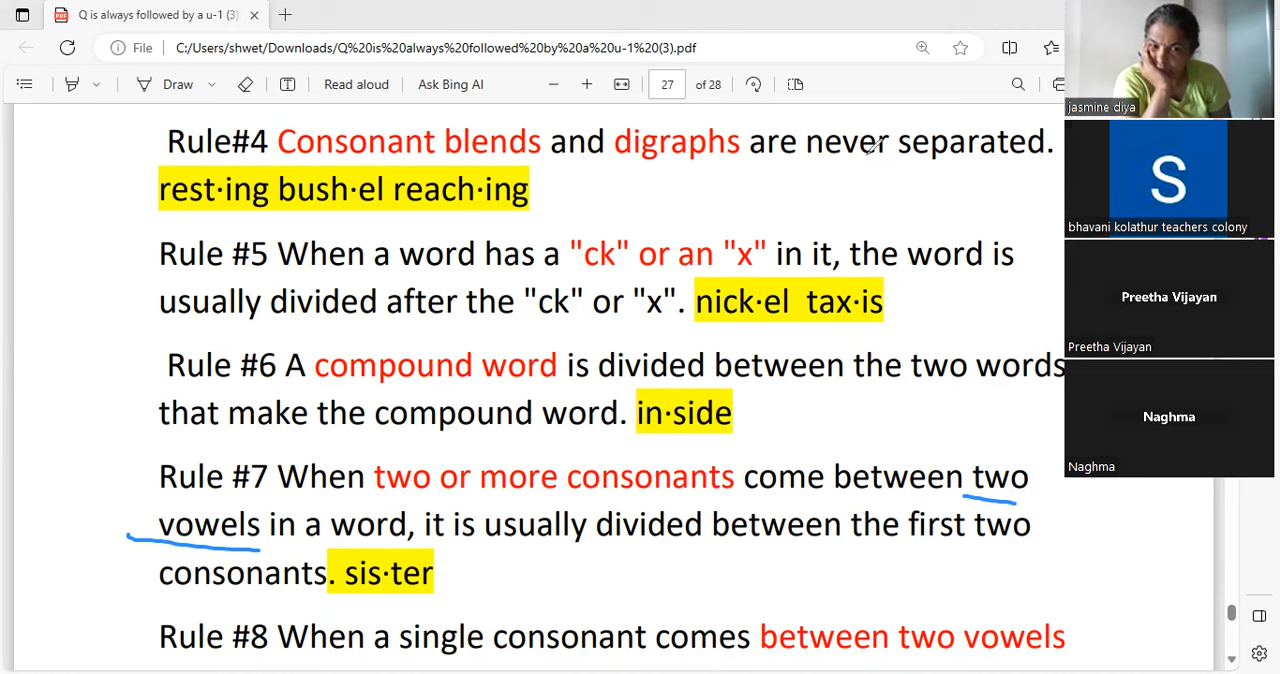 Q is always followed by a u-1 (3).
File C:/Users/shwet/Downloads/Q%20is%20always%20followed%20by%20a%20u-1%20(3).pdf
Draw Read aloud Ask Bing AI 27 of 28
Rule#4 Consonant blends and digraphs are never separated.
rest·ing bush·el reach·ing
Rule #5 When a word has a "ck" or an "x" in it, the word is
usually divided after the "ck" or "x". nick·el tax·is
Rule #6 A compound word is divided between the two words
that make the compound word. in·side
Rule #7 When two or more consonants come between two
vowels in a word, it is usually divided between the first two
consonants. sis·ter
Rule #8 When a single consonant comes between two vowels
jasmine diya
S
bhavani kolathur teachers colony
Preetha Vijayan
Preetha Vijayan
Naghma
Naghma